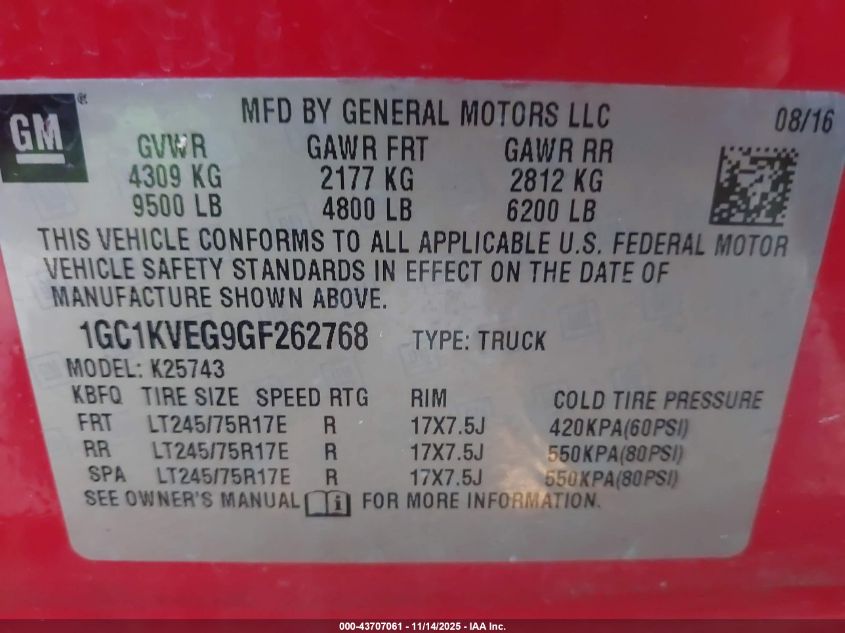 GM ®
MFD BY GENERAL MOTORS LLC 08/16
GVWR GAWR FRT GAWR RR
4309 KG 2177 KG 2812 KG
9500 LB 4800 LB 6200 LB
THIS VEHICLE CONFORMS TO ALL APPLICABLE U.S. FEDERAL MOTOR
VEHICLE SAFETY STANDARDS IN EFFECT ON THE DATE OF
MANUFACTURE SHOWN ABOVE.
1GC1KVEG9GF262768 TYPE: TRUCK
MODEL: K25743
KBFQ TIRE SIZE SPEED RTG RIM COLD TIRE PRESSURE
FRT LT245/75R17E R 17X7.5J 420KPA(60PSI)
RR LT245/75R17E R 17X7.5J 550KPA(80PSI)
SPA LT245/75R17E R 17X7.5J 550KPA(80PSI)
SEE OWNER'S MANUAL i FOR MORE INFORMATION.
000-43707061 - 11/14/2025 - IAA Inc.